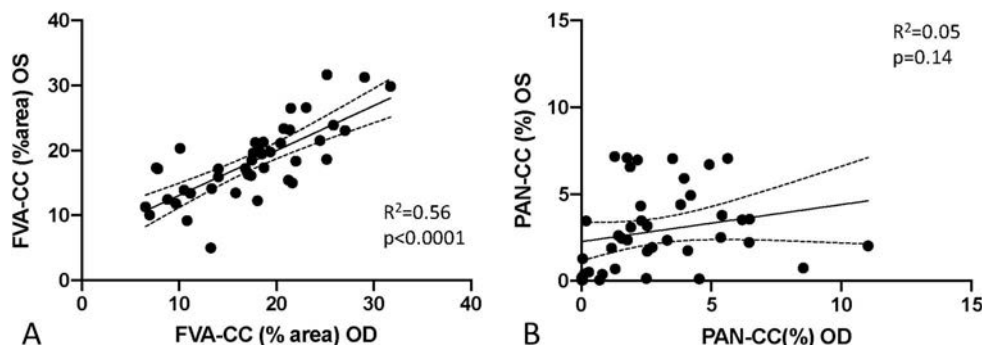 40
30
20
10
0
FVA-CC (%area) OS
R²=0.56
p<0.0001
0 10 20 30 40
FVA-CC (% area) OD
A
15
10
5
0
PAN-CC (%) OS
R²=0.05
p=0.14
0 5 10 15
PAN-CC(%) OD
B